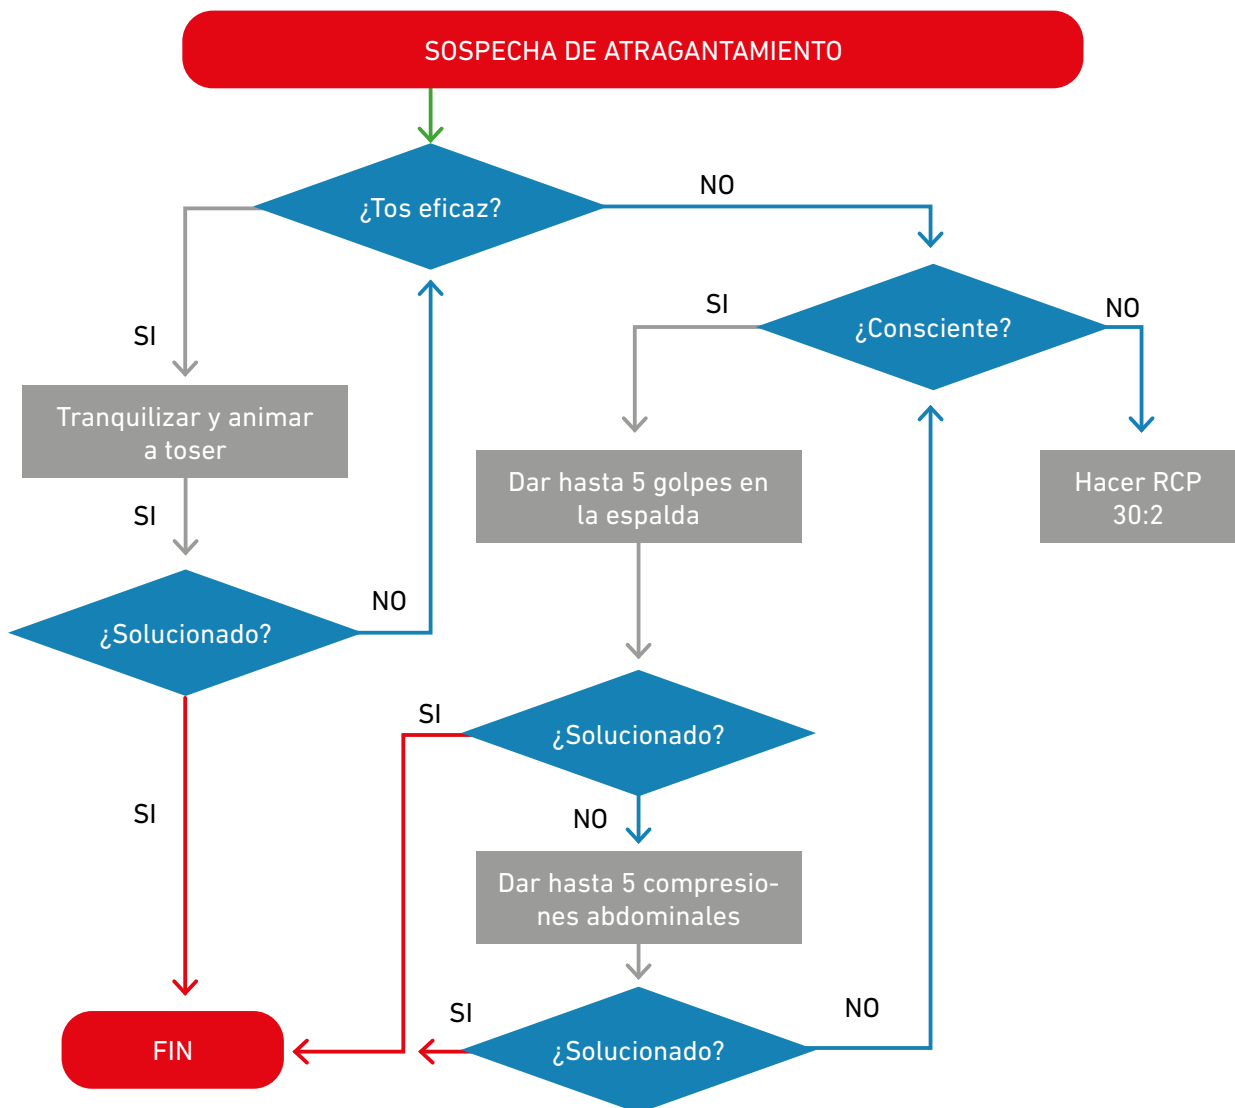 SOSPECHA DE ATRAGANTAMIENTO
¿Tos eficaz?
NO
SI
¿Consciente?
SI
NO
Tranquilizar y animar
a toser
SI
Dar hasta 5 golpes en
la espalda
Hacer RCP
30:2
¿Solucionado?
NO
SI
¿Solucionado?
SI
NO
Dar hasta 5 compresio-
nes abdominales
¿Solucionado?
SI
NO
FIN